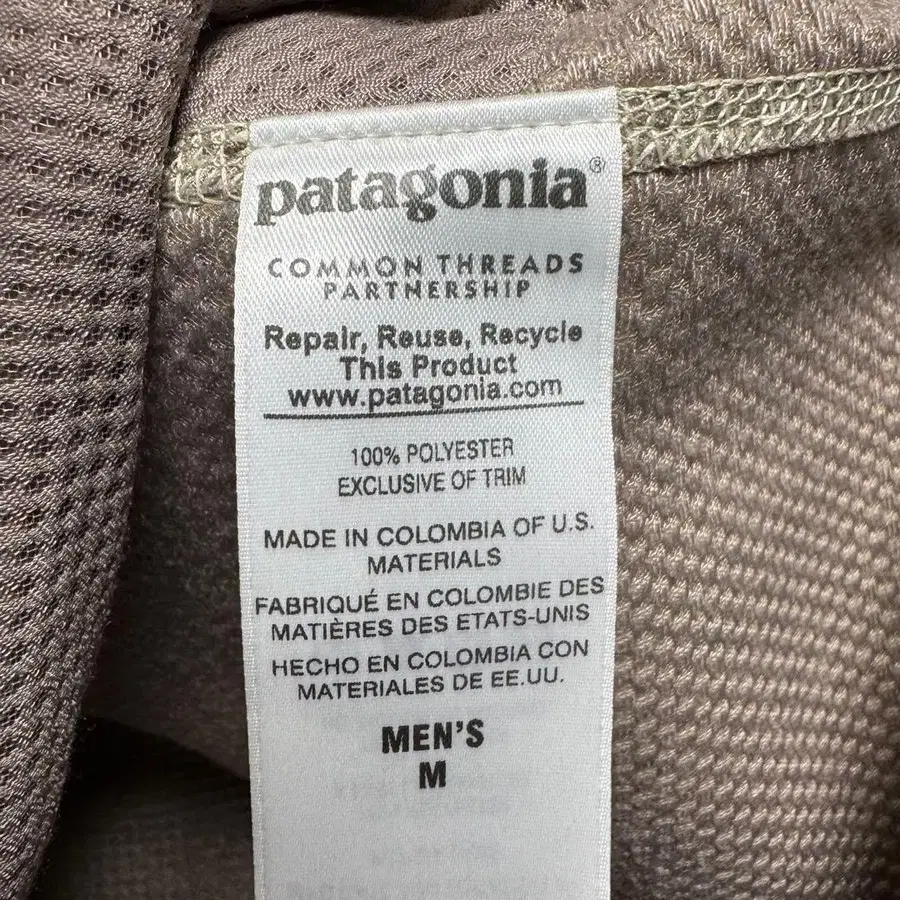 patagonia®
COMMON THREADS
PARTNERSHIP
Repair, Reuse, Recycle
This Product
www.patagonia.com
100% POLYESTER
EXCLUSIVE OF TRIM
MADE IN COLOMBIA OF U.S.
MATERIALS
FABRIQUÉ EN COLOMBIE DES
MATIÈRES DES ETATS-UNIS
HECHO EN COLOMBIA CON
MATERIALES DE EE.UU.
MEN'S
M